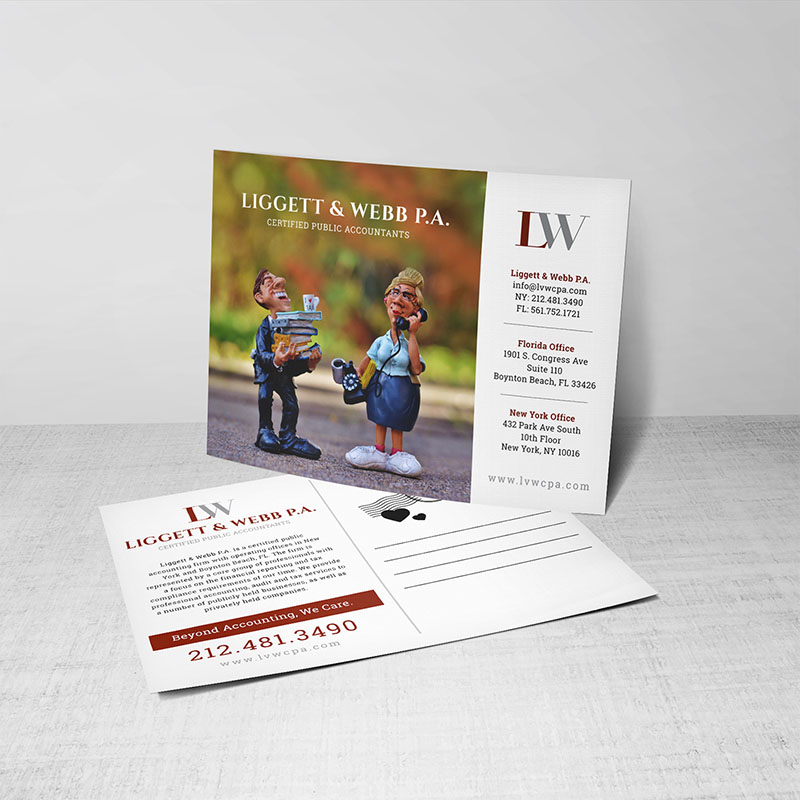 LIGGETT & WEBB P.A.
CERTIFIED PUBLIC ACCOUNTANTS
LW
Liggett & Webb P.A.
info@lvwcpa.com
NY: 212.481.3490
FL: 561.752.1721
Florida Office
1901 S. Congress Ave
Suite 110
Boynton Beach, FL 33426
New York Office
432 Park Ave South
10th Floor
New York, NY 10016
www.lvwcpa.com
LW
LIGGETT & WEBB P.A.
CERTIFIED PUBLIC ACCOUNTANTS
Liggett & Webb P.A. is a certified public
accounting firm with operating offices in New
York and Boynton Beach, FL. The firm is
represented by a core group of professionals with
a focus on the financial reporting and tax
compliance requirements of our time. We provide
professional accounting, audit and tax services to
a number of publicly held businesses, as well as
privately held companies.
Beyond Accounting, We Care.
212.481.3490
www.lvwcpa.com